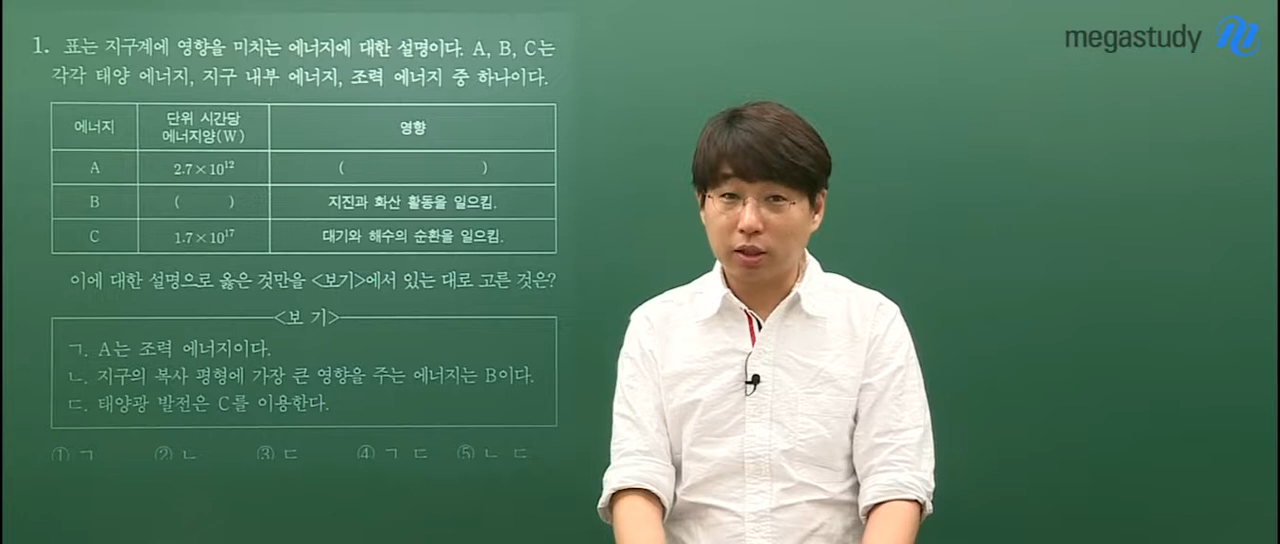 megastudy
1. 표는 지구계에 영향을 미치는 에너지에 대한 설명이다. A, B, C는
각각 태양 에너지, 지구 내부 에너지, 조력 에너지 중 하나이다.
에너지 단위 시간당 에너지양(W) 영향
A 2.7×10¹² ( )
B ( ) 지진과 화산 활동을 일으킴.
C 1.7×10¹⁷ 대기와 해수의 순환을 일으킴.
이에 대한 설명으로 옳은 것만을 <보기>에서 있는 대로 고른 것은?
<보 기>
ㄱ. A는 조력 에너지이다.
ㄴ. 지구의 복사 평형에 가장 큰 영향을 주는 에너지는 B이다.
ㄷ. 태양광 발전은 C를 이용한다.
① ㄱ ② ㄴ ③ ㄷ ④ ㄱ ㄷ ⑤ ㄴ ㄷ